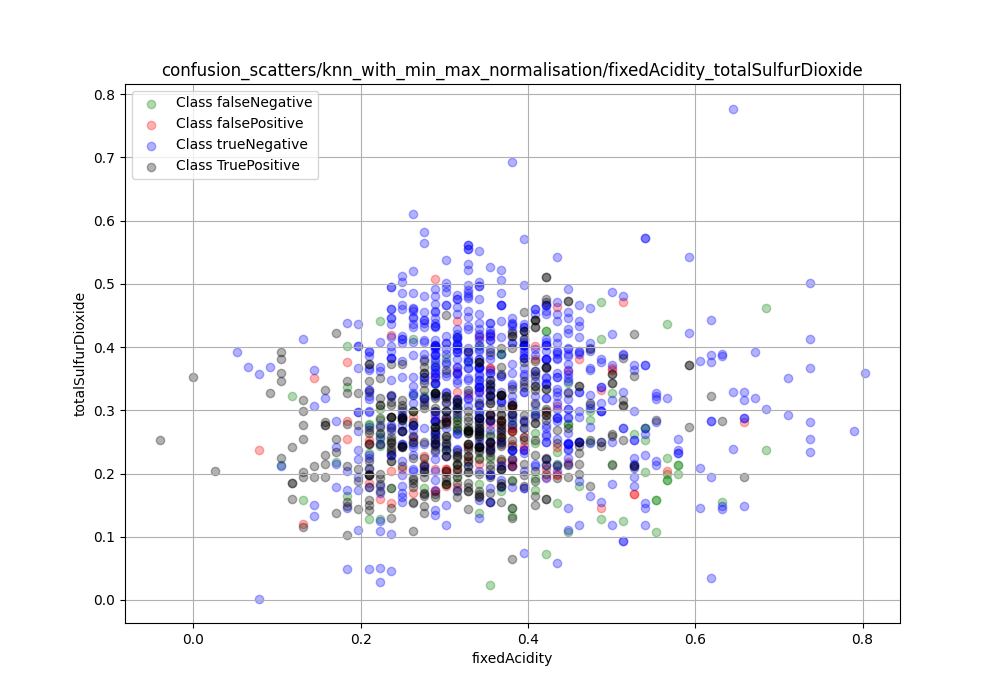 confusion_scatters/knn_with_min_max_normalisation/fixedAcidity_totalSulfurDioxide
Class falseNegative
Class falsePositive
Class trueNegative
Class TruePositive
totalSulfurDioxide
0.8
0.7
0.6
0.5
0.4
0.3
0.2
0.1
0.0
0.0 0.2 0.4 0.6 0.8
fixedAcidity